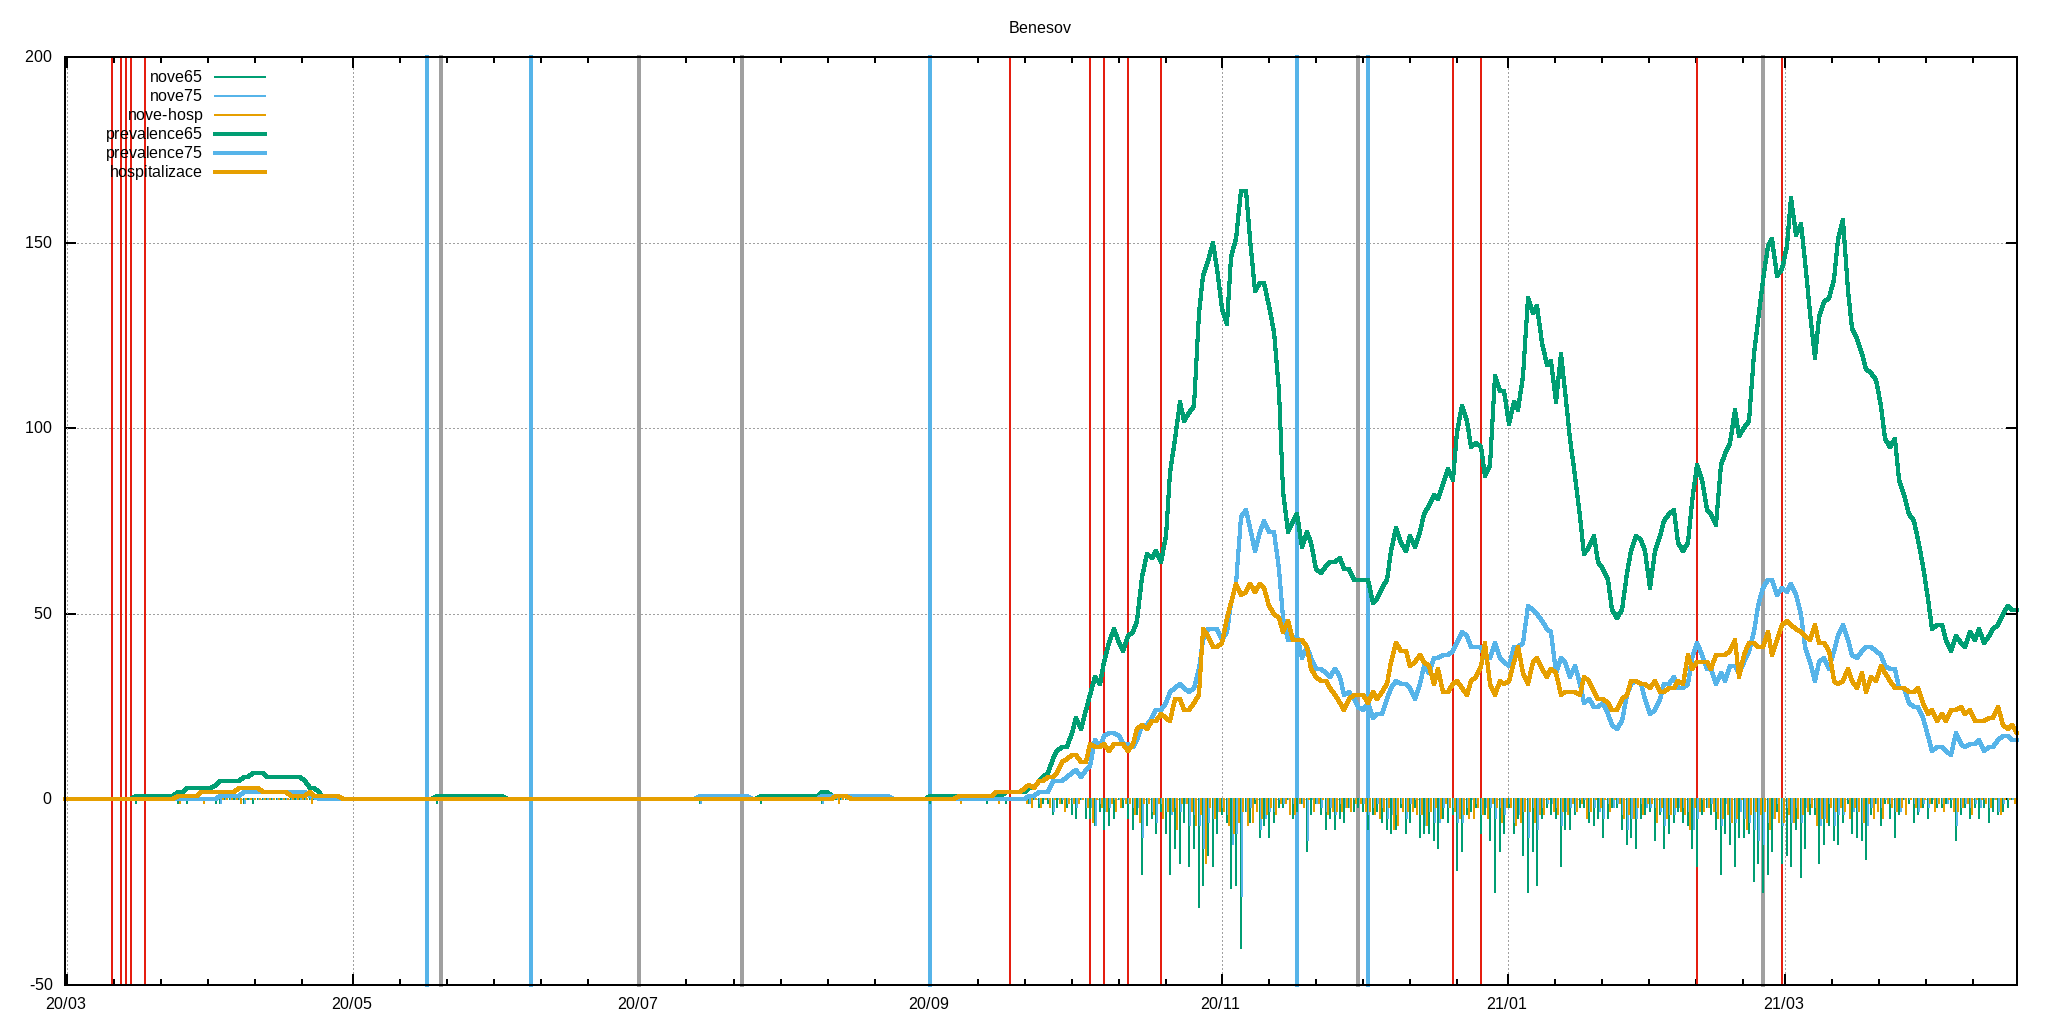 Benesov
200
150
100
50
0
-50
nove65
nove75
nove-hosp
prevalence65
prevalence75
hospitalizace
20/03 20/05 20/07 20/09 20/11 21/01 21/03